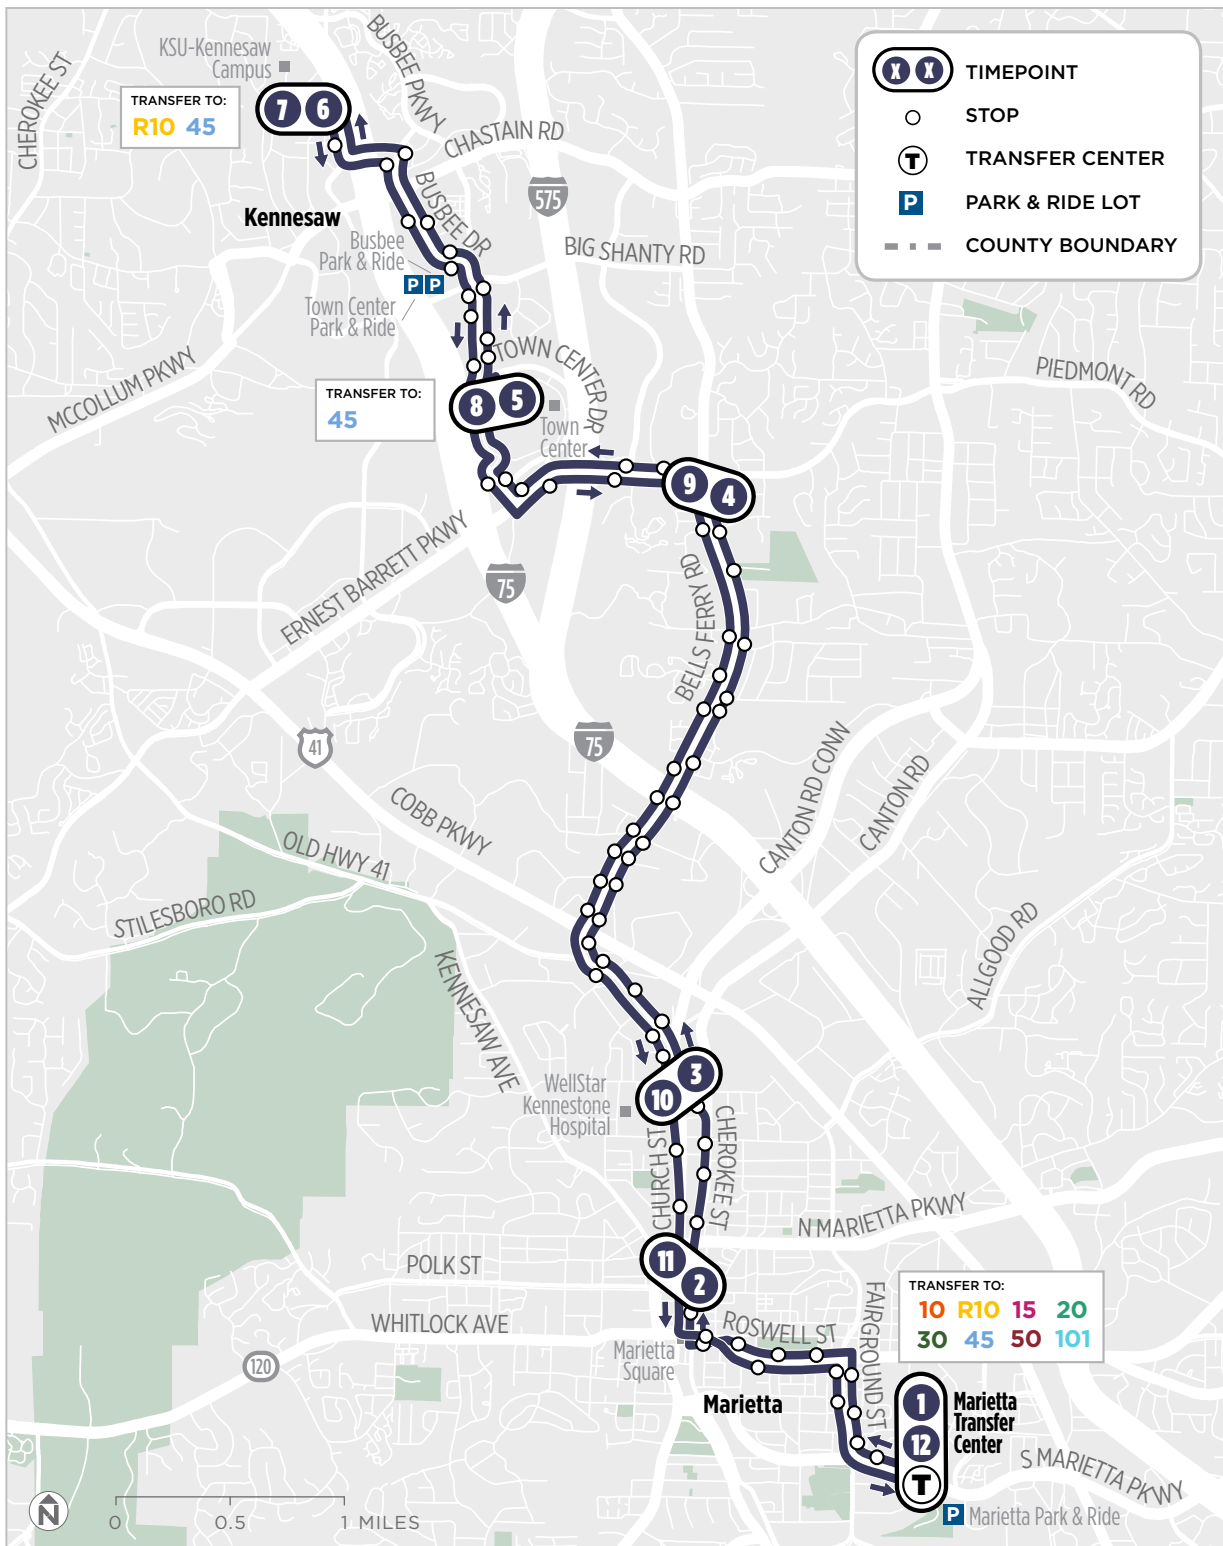 KSU-Kennesaw
Campus
BUSBEE PKWY
CHEROKEE ST
TRANSFER TO:
R10 45
7 6
CHASTAIN RD
X X TIMEPOINT
STOP
T TRANSFER CENTER
P PARK & RIDE LOT
COUNTY BOUNDARY
575
Kennesaw
BUSBEE DR
Busbee
Park & Ride
BIG SHANTY RD
P P
Town Center
Park & Ride
TOWN CENTER DR
MCCOLLUM PKWY
PIEDMONT RD
TRANSFER TO:
45
8 5
Town
Center
9 4
ERNEST BARRETT PKWY
75
BELLS FERRY RD
41
75
CANTON RD CONN
CANTON RD
COBB PKWY
OLD HWY 41
STILESBORO RD
KENNESAW AVE
ALLGOOD RD
3
10
WellStar
Kennestone
Hospital
CHURCH ST
CHEROKEE ST
N MARIETTA PKWY
11
2
POLK ST
WHITLOCK AVE
120
ROSWELL ST
FAIRGROUND ST
TRANSFER TO:
10 R10 15 20
30 45 50 101
Marietta
Square
Marietta
1
12
T
Marietta
Transfer
Center
S MARIETTA PKWY
P Marietta Park & Ride
N
0 0.5 1 MILES